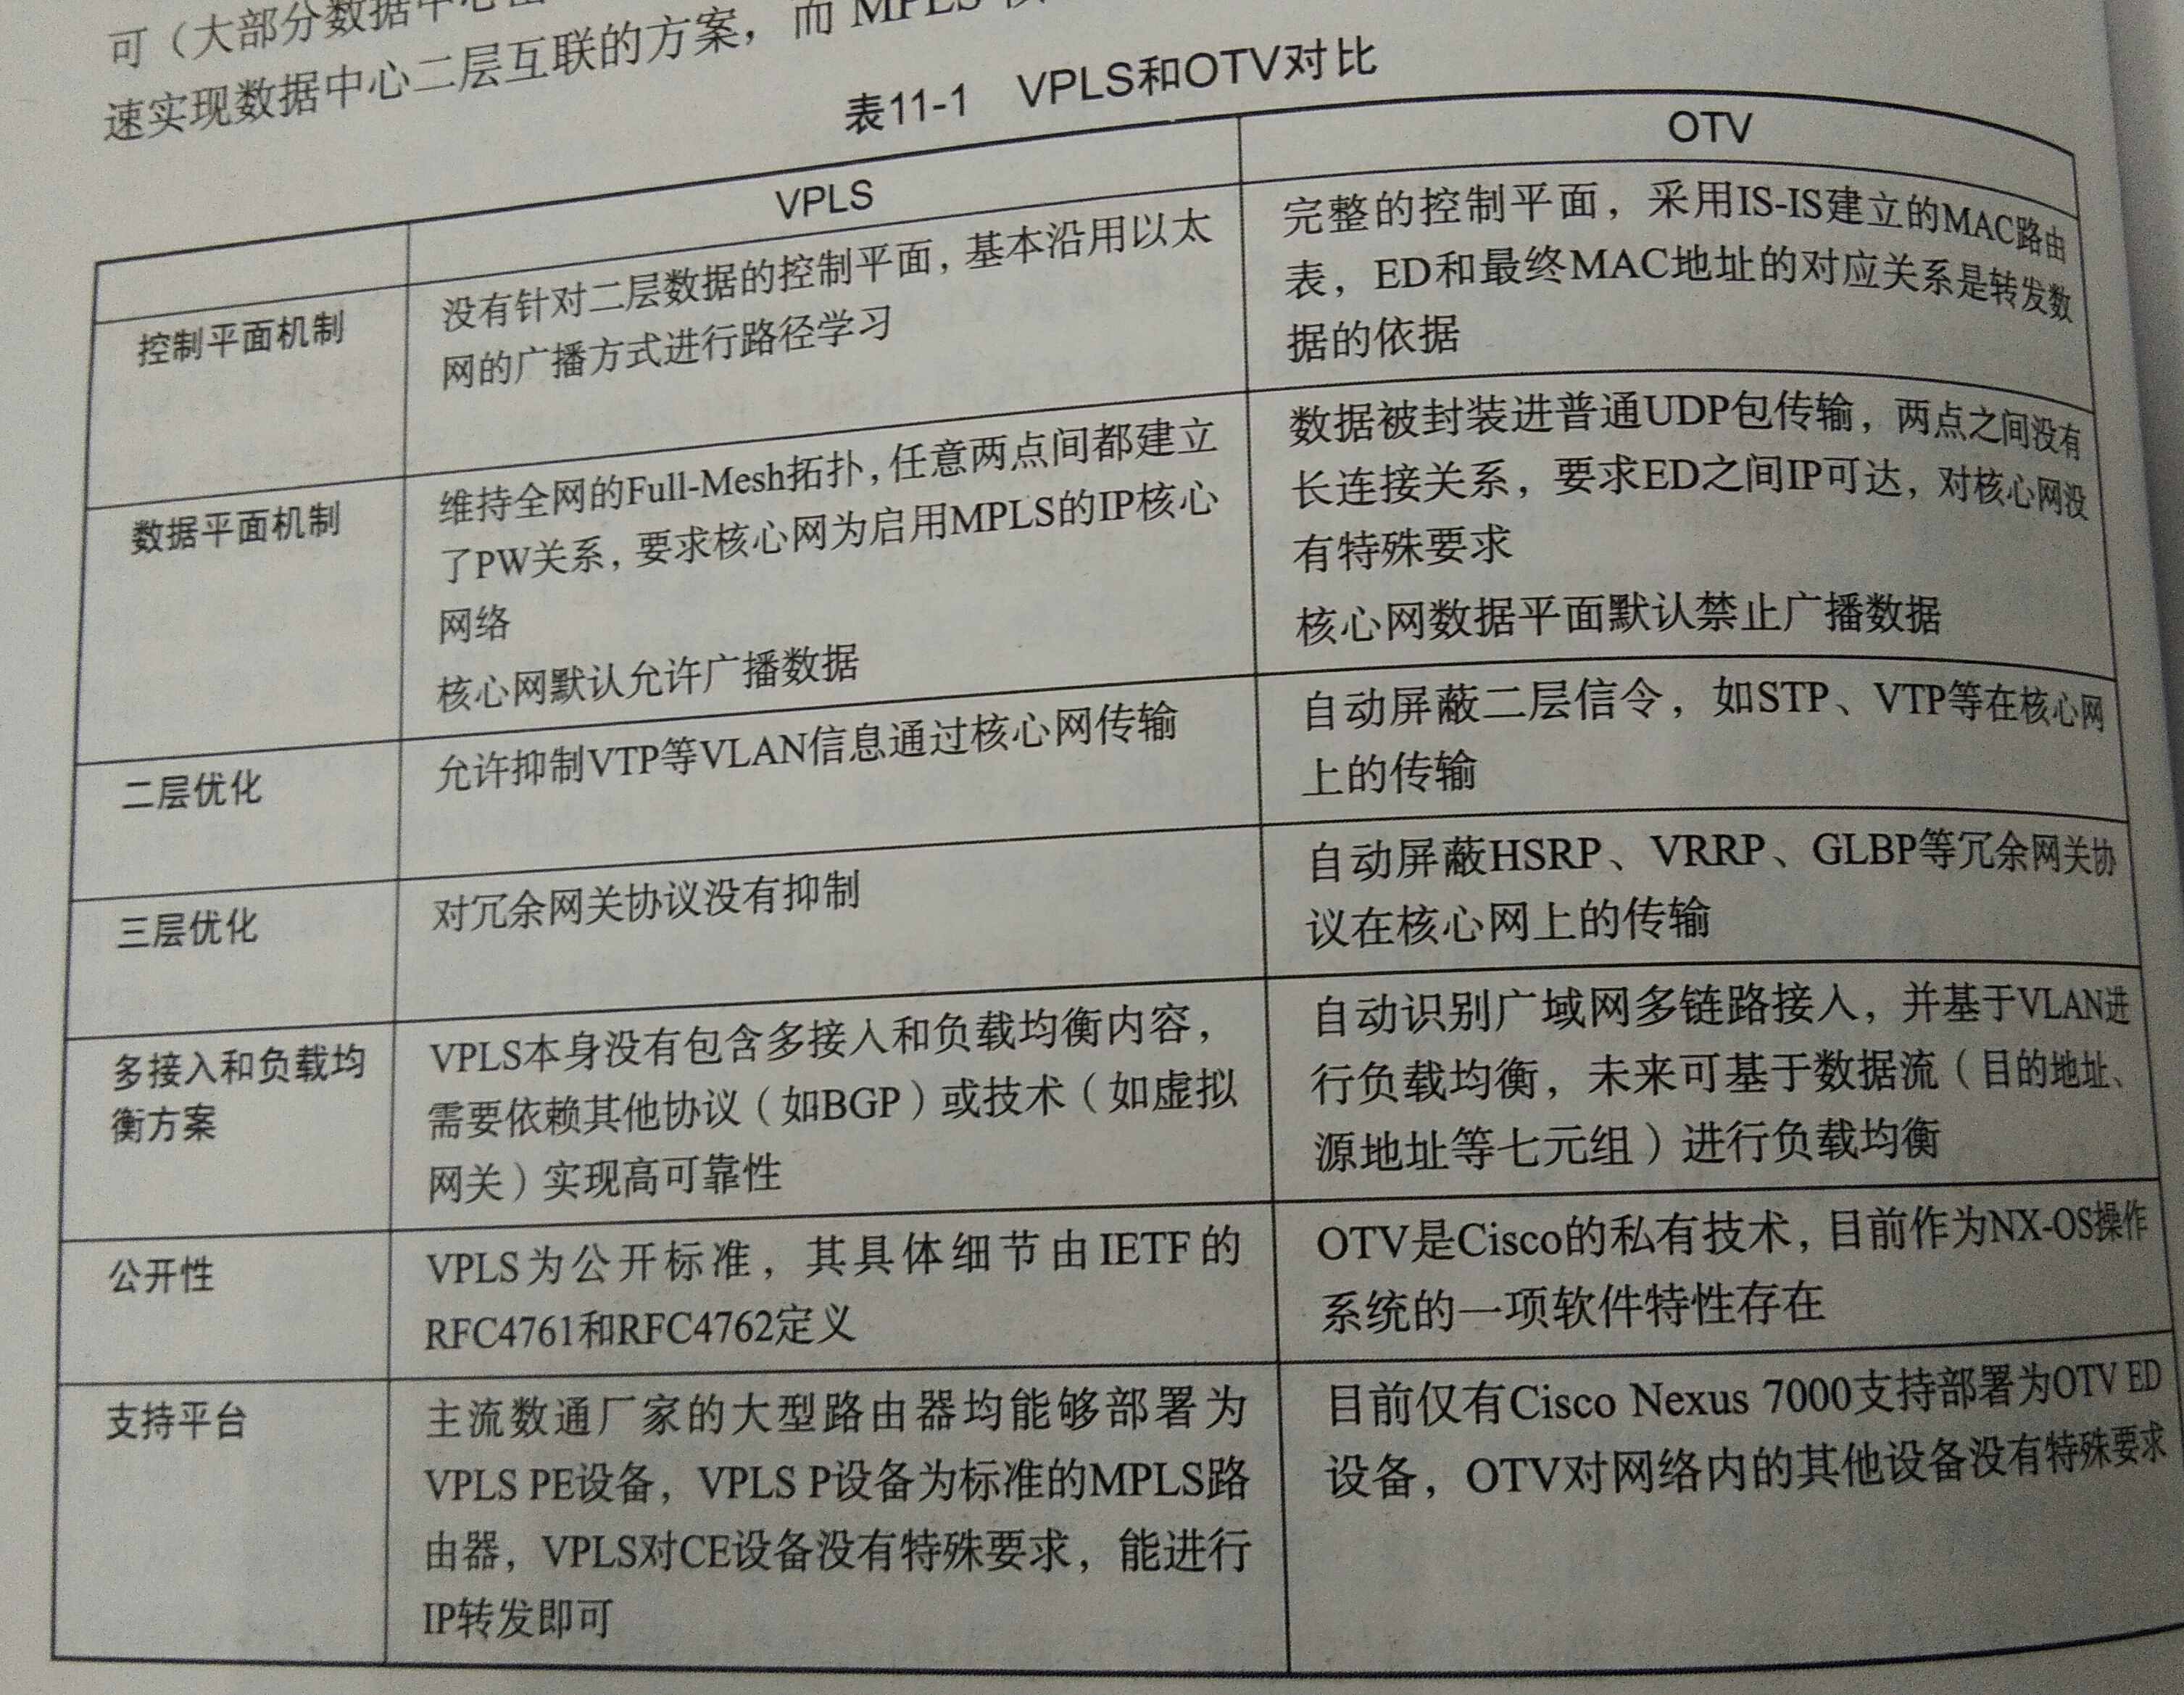 可（大部分数据中心
速实现数据中心二层互联的方案，而 MPLS
表11-1 VPLS和OTV对比
VPLS
OTV
控制平面机制
没有针对二层数据的控制平面，基本沿用以太
网的广播方式进行路径学习
完整的控制平面，采用IS-IS建立的MAC路由
表，ED和最终MAC地址的对应关系是转发数
据的依据
数据平面机制
维持全网的Full-Mesh拓扑，任意两点间都建立
了PW关系，要求核心网为启用MPLS的IP核心
网络
核心网默认允许广播数据
数据被封装进普通UDP包传输，两点之间没有
长连接关系，要求ED之间IP可达，对核心网没
有特殊要求
核心网数据平面默认禁止广播数据
二层优化
允许抑制VTP等VLAN信息通过核心网传输
自动屏蔽二层信令，如STP、VTP等在核心网
上的传输
三层优化
对冗余网关协议没有抑制
自动屏蔽HSRP、VRRP、GLBP等冗余网关协
议在核心网上的传输
多接入和负载均
衡方案
VPLS本身没有包含多接入和负载均衡内容，
需要依赖其他协议（如BGP）或技术（如虚拟
网关）实现高可靠性
自动识别广域网多链路接入，并基于VLAN进
行负载均衡，未来可基于数据流（目的地址、
源地址等七元组）进行负载均衡
公开性
VPLS为公开标准，其具体细节由IETF的
RFC4761和RFC4762定义
OTV是Cisco的私有技术，目前作为NX-OS操作
系统的一项软件特性存在
支持平台
主流数通厂家的大型路由器均能够部署为
VPLS PE设备，VPLS P设备为标准的MPLS路
由器，VPLS对CE设备没有特殊要求，能进行
IP转发即可
目前仅有Cisco Nexus 7000支持部署为OTV ED
设备，OTV对网络内的其他设备没有特殊要求